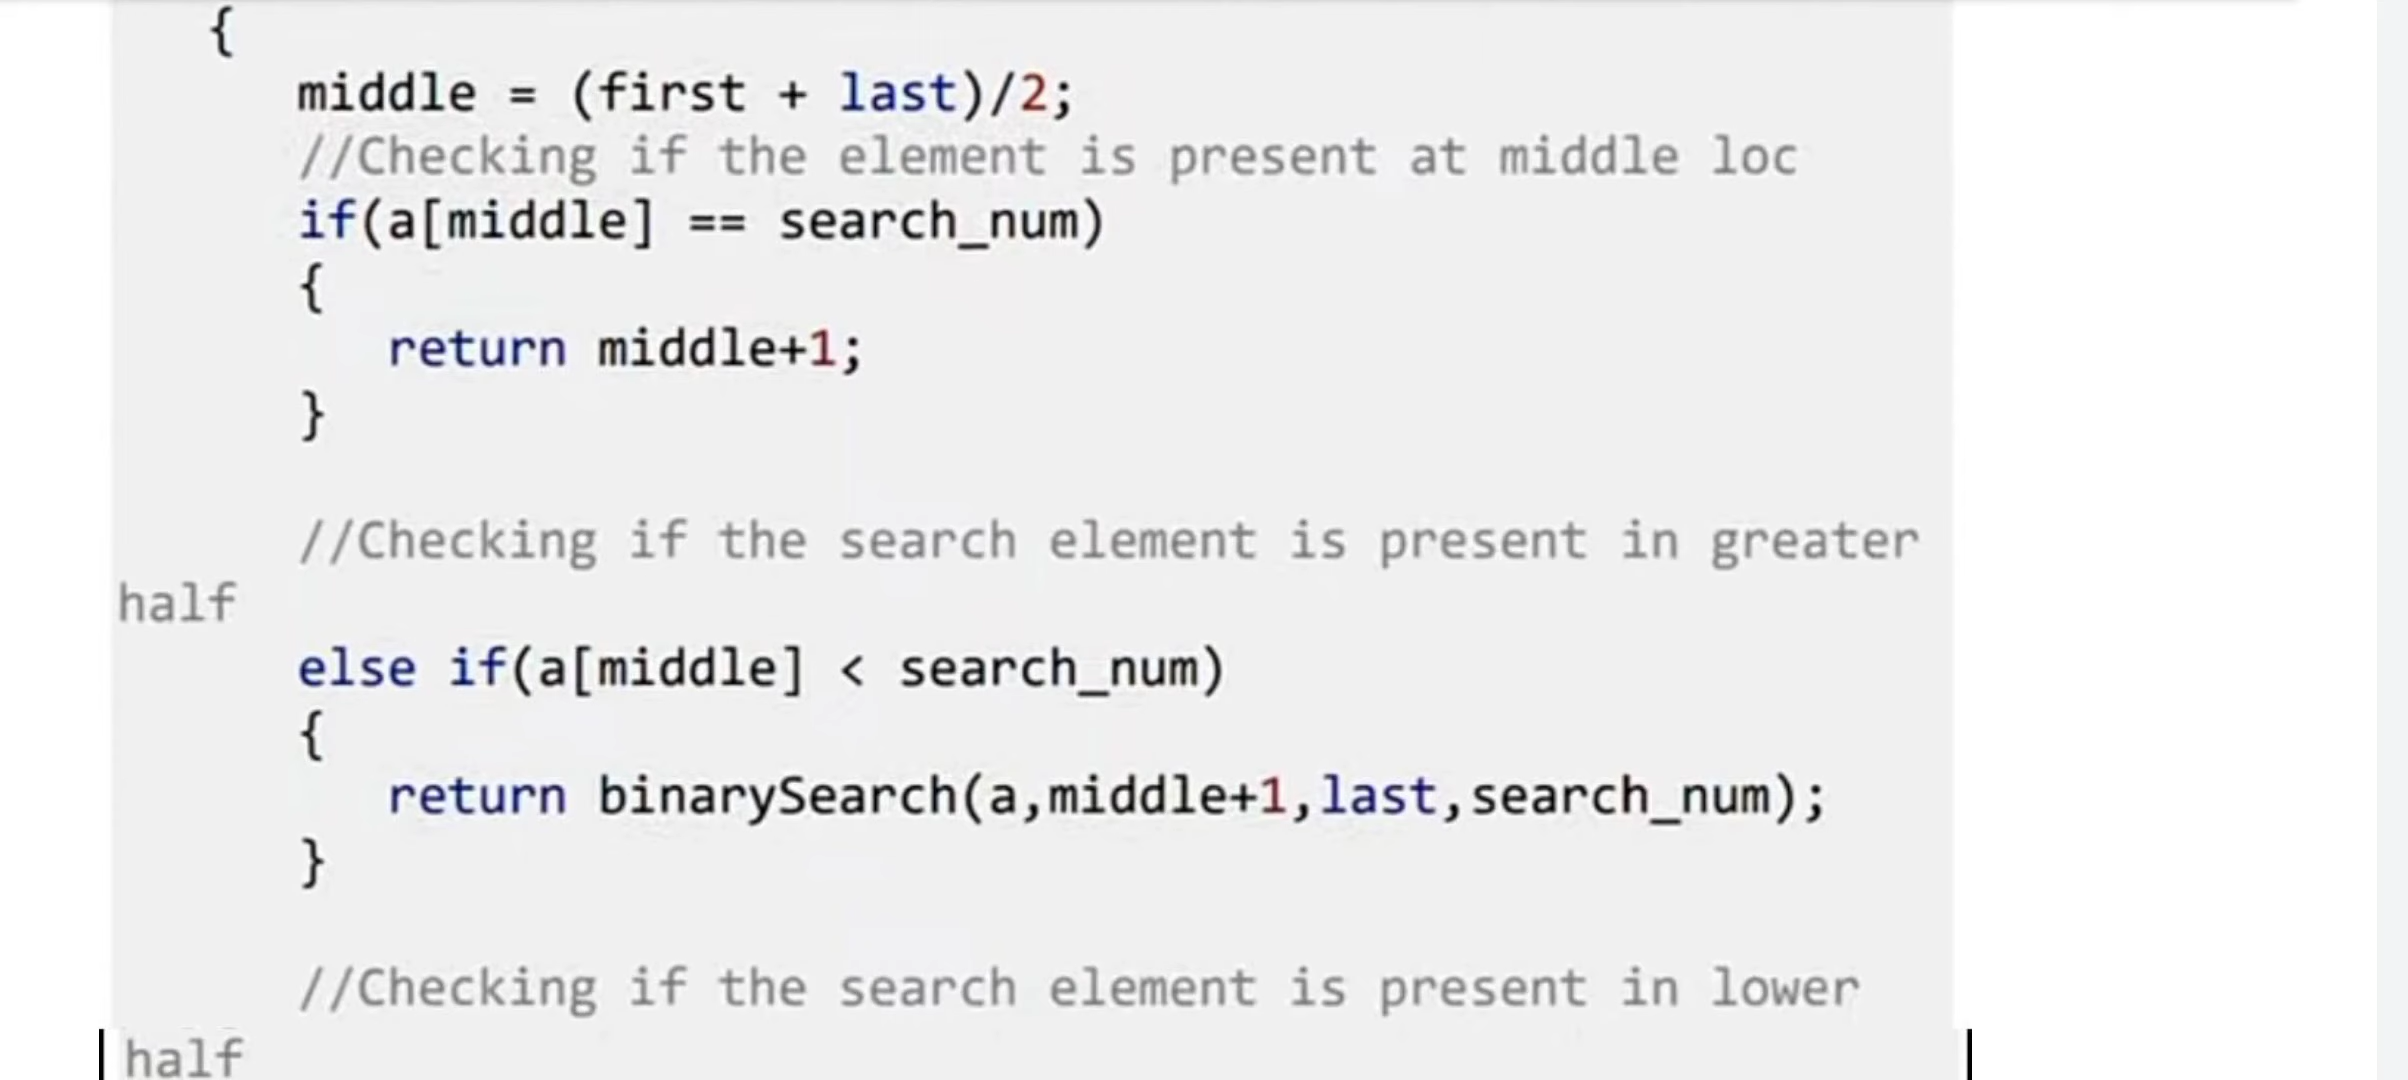 {
middle = (first + last)/2;
//Checking if the element is present at middle loc
if(a[middle] == search_num)
{
return middle+1;
}
//Checking if the search element is present in greater
half
else if(a[middle] < search_num)
{
return binarySearch(a,middle+1,last,search_num);
}
//Checking if the search element is present in lower
half